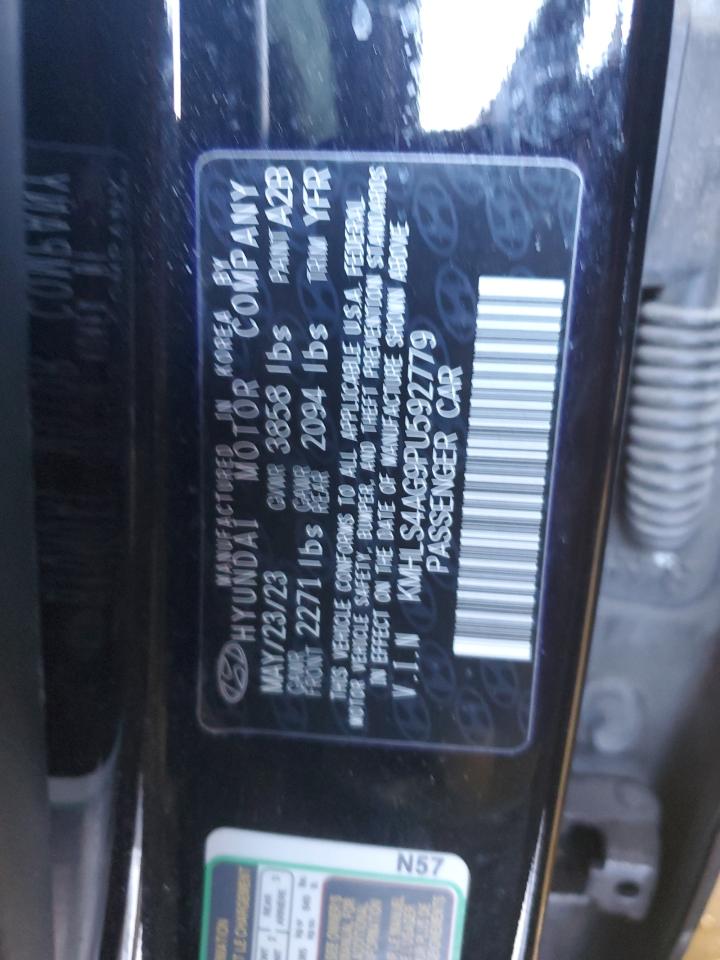 MANUFACTURED IN KOREA BY
HYUNDAI MOTOR COMPANY
MAY/23/23 GVWR 3858 lbs PAINT A2B
GAWR FRONT 2271 lbs GAWR REAR 2094 lbs TRIM YFR
THIS VEHICLE CONFORMS TO ALL APPLICABLE U.S.A. FEDERAL
MOTOR VEHICLE SAFETY, BUMPER, AND THEFT PREVENTION STANDARDS
IN EFFECT ON THE DATE OF MANUFACTURE SHOWN ABOVE
V.I.N KMHLS4AG9PU592779
PASSENGER CAR
N57